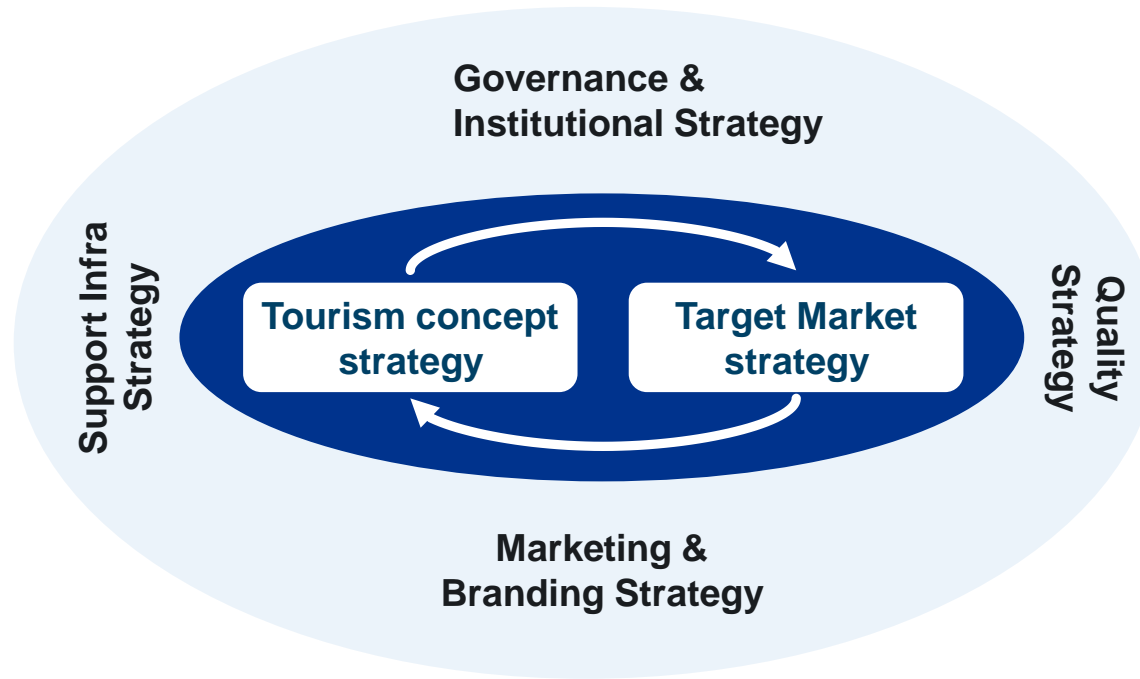 Governance &
Institutional Strategy
Support Infra
Strategy
Tourism concept
strategy
Target Market
strategy
Quality
Strategy
Marketing &
Branding Strategy